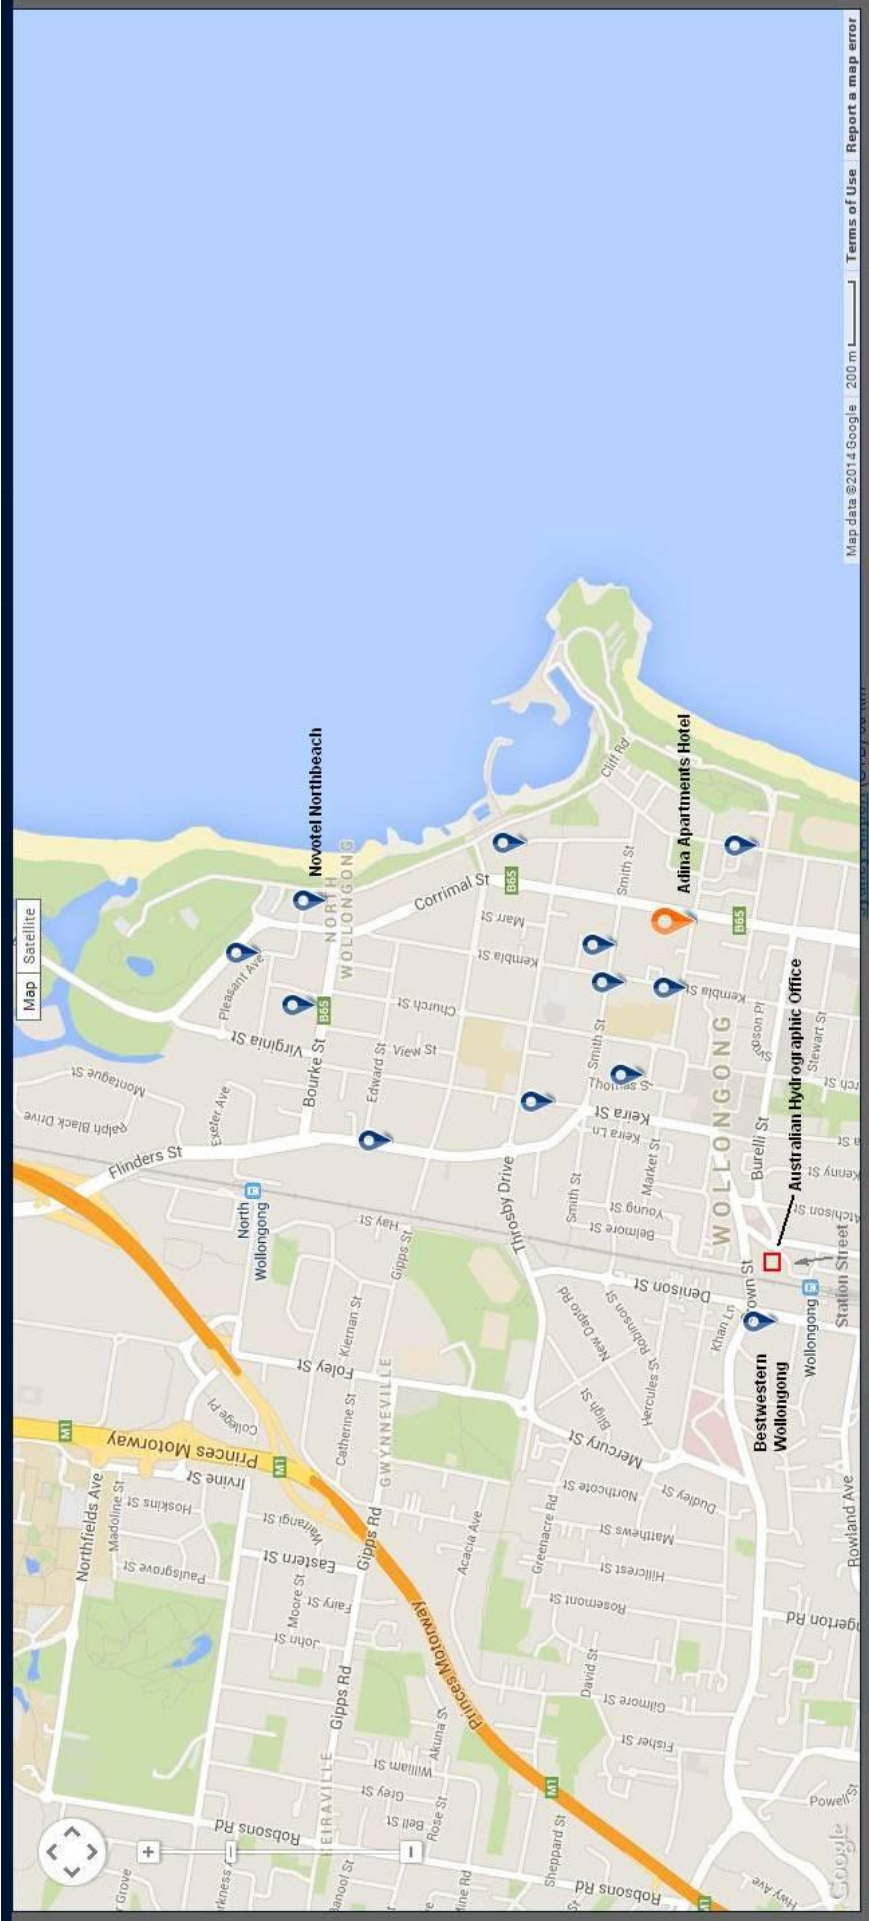 Map
Satellite
Novotel Northbeach
NORTH
WOLLONGONG
Adina Apartments Hotel
Australian Hydrographic Office
Bestwestern
Wollongong
Station Street
Wollongong
North
Wollongong
WOLLONGONG
GWYNNEVILLE
Cliff Rd
Corrimal St
B65
B65
B65
Smith St
Smith St
Smith St
Marr St
Kembla St
Kembla St
Church St
Pleasant Ave
Virginia St
Bourke St
Edward St
View St
Montague St
Ralph Black Drive
Exeter Ave
Flinders St
Keira St
Keira Ln
Market St
Young St
Belmore St
Throsby Drive
Burelli St
Stewart St
Kenny
Denison St
Hay St
Gipps St
Kiernan St
Foley St
Catherine St
College Pl
New Dapto Rd
Robinson St
Bligh St
Hercules St
Khan Ln
Mercury St
Dudley St
Northcote St
Matthews St
Hillcrest St
Rosemont St
Greenacre Rd
Acacia Ave
Rowland Ave
M1
M1
M1
M1
Princes Motorway
Princes Motorway
Irvine St
Northfields Ave
Madoline St
Hoskins St
Paulsgrove St
Warrangi St
Eastern St
Gipps Rd
Gipps Rd
Moore St
Fairy St
John St
David St
Gilmore St
Fisher St
Akuna St
William St
Grey St
Bell St
Rose St
Robsons Rd
Robsons Rd
Sheppard St
Powell St
Hwy Ave
Google
Map data ©2014 Google
200 m
Terms of Use
Report a map error